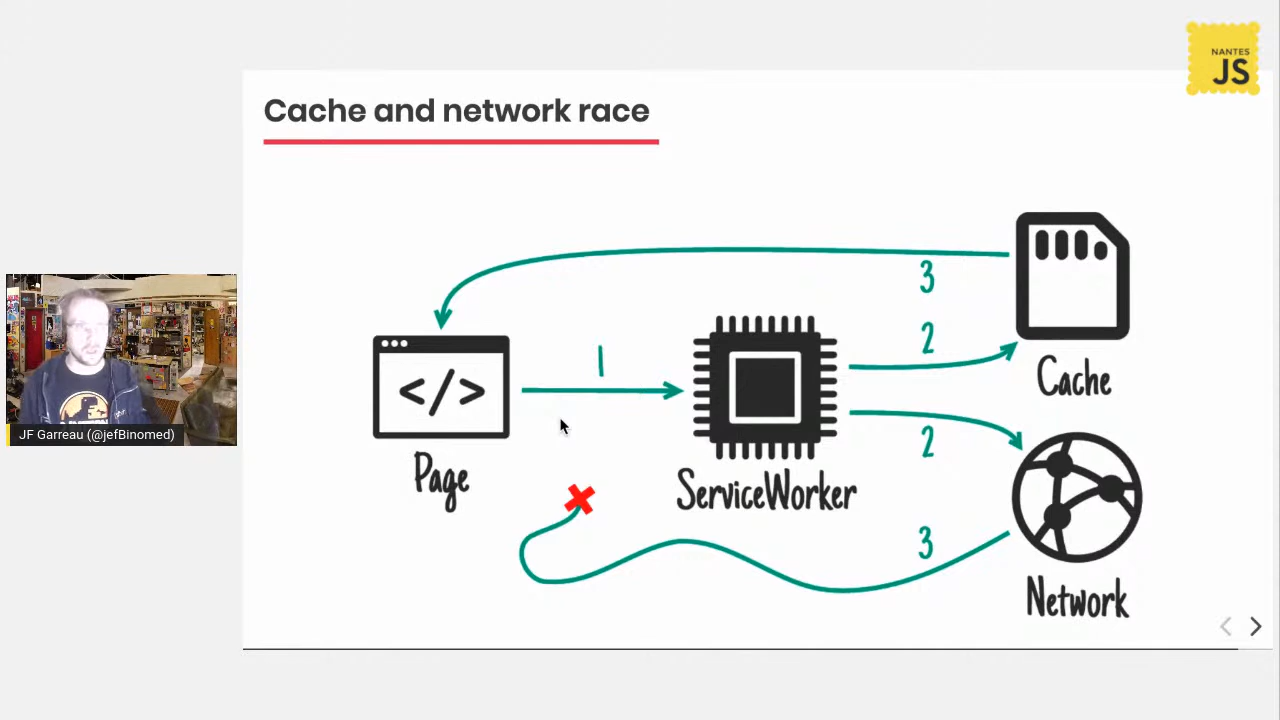 NANTES
JS
Cache and network race
3
2
1
</>
Cache
2
Page
ServiceWorker
3
Network
JF Garreau (@jefBinomed)